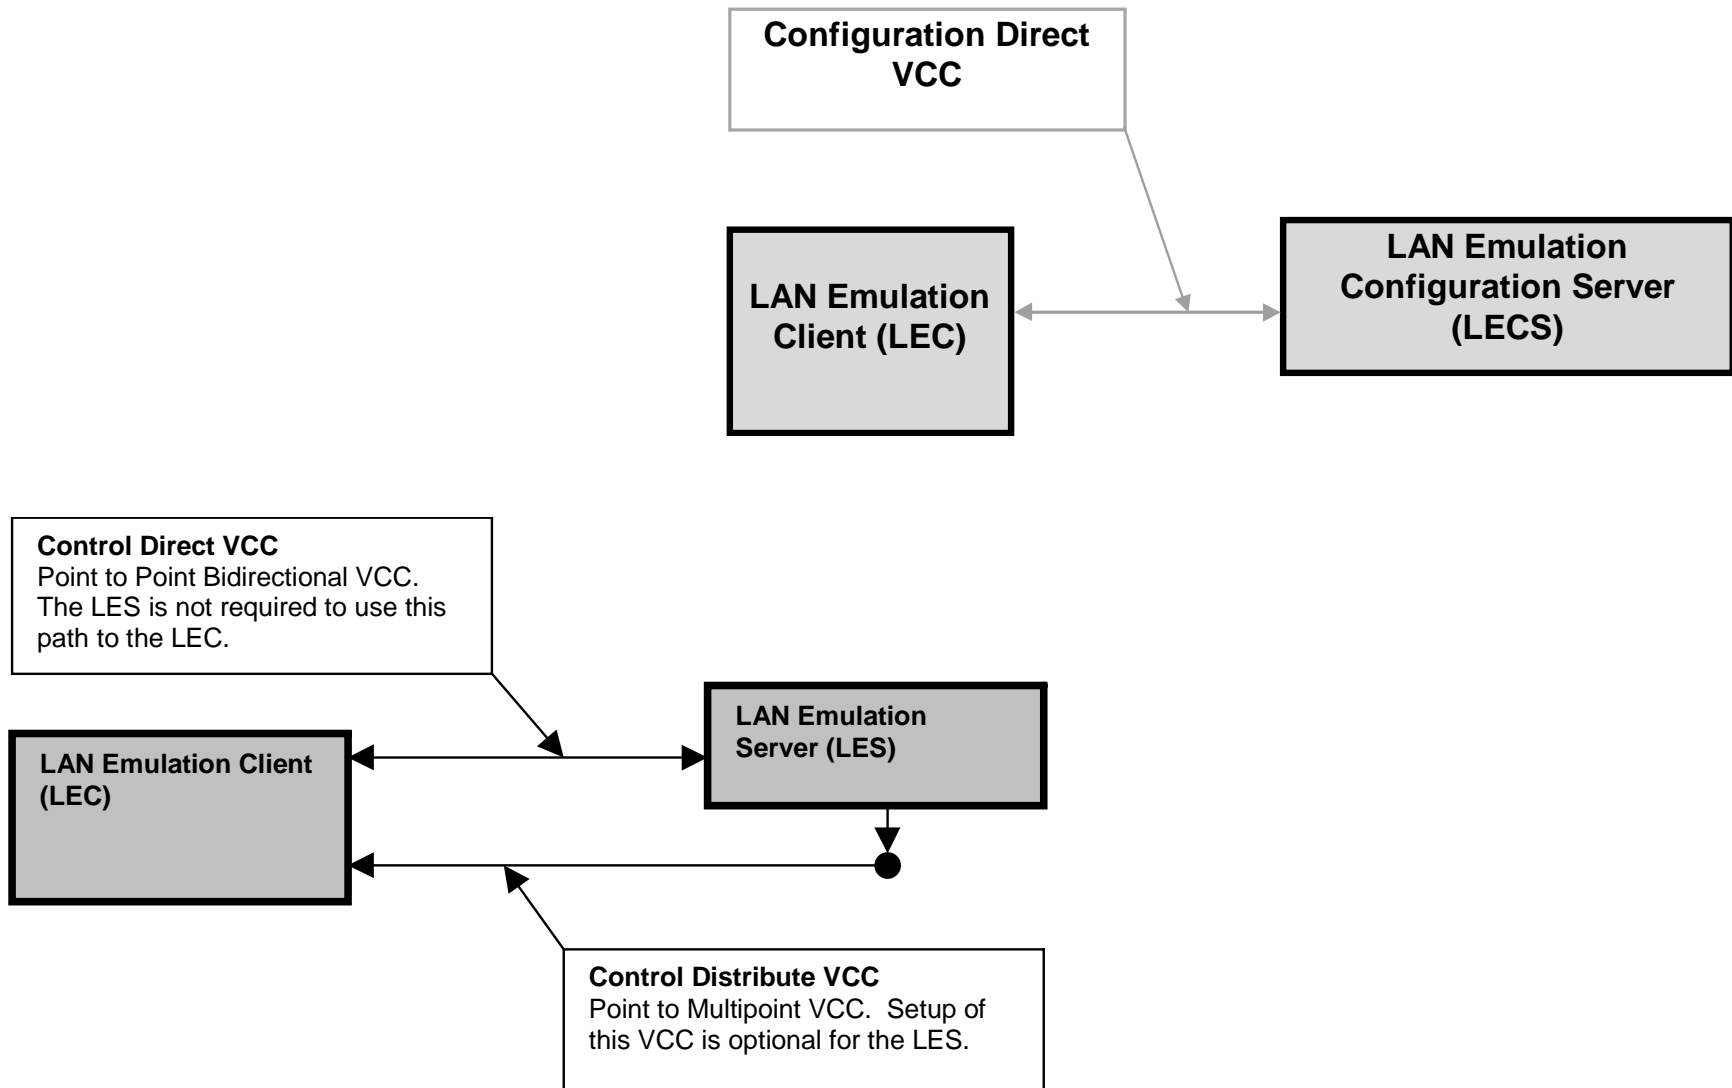 Configuration Direct
VCC
LAN Emulation
Client (LEC)
LAN Emulation
Configuration Server
(LECS)
Control Direct VCC
Point to Point Bidirectional VCC.
The LES is not required to use this
path to the LEC.
LAN Emulation
Server (LES)
LAN Emulation Client
(LEC)
Control Distribute VCC
Point to Multipoint VCC.  Setup of
this VCC is optional for the LES.